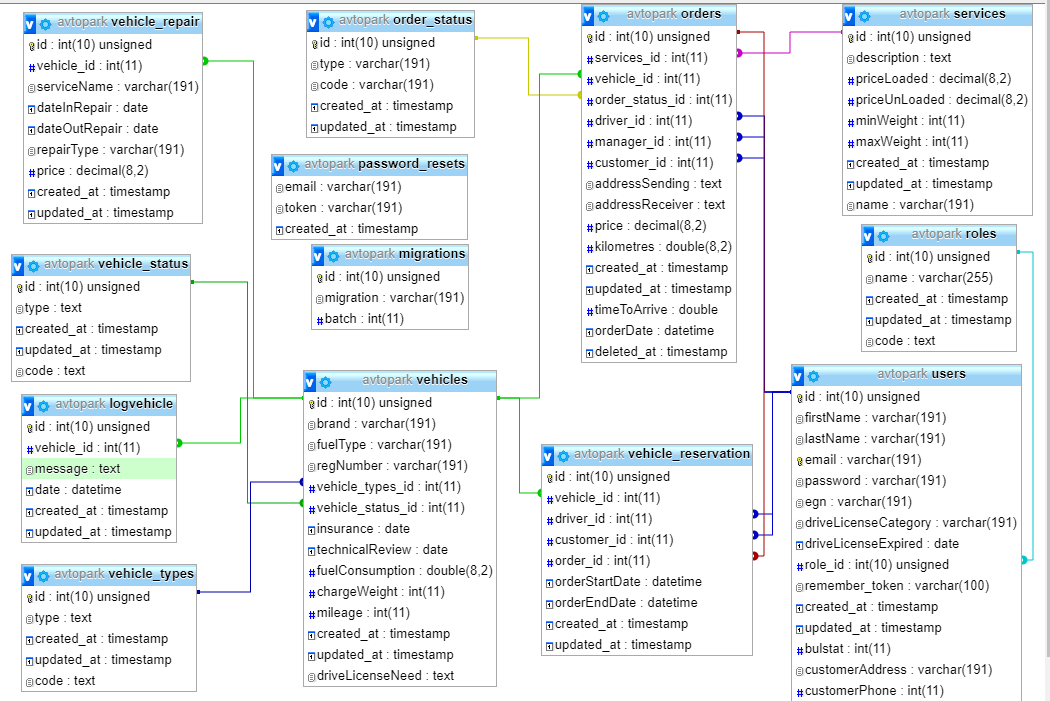 avtopark vehicle_repair
id : int(10) unsigned
vehicle_id : int(11)
serviceName : varchar(191)
dateInRepair : date
dateOutRepair : date
repairType : varchar(191)
price : decimal(8,2)
created_at : timestamp
updated_at : timestamp
avtopark order_status
id : int(10) unsigned
type : varchar(191)
code : varchar(191)
created_at : timestamp
updated_at : timestamp
avtopark orders
id : int(10) unsigned
services_id : int(11)
vehicle_id : int(11)
order_status_id : int(11)
driver_id : int(11)
manager_id : int(11)
customer_id : int(11)
addressSending : text
addressReceiver : text
price : decimal(8,2)
kilometres : double(8,2)
created_at : timestamp
updated_at : timestamp
timeToArrive : double
orderDate : datetime
deleted_at : timestamp
avtopark services
id : int(10) unsigned
description : text
priceLoaded : decimal(8,2)
priceUnLoaded : decimal(8,2)
minWeight : int(11)
maxWeight : int(11)
created_at : timestamp
updated_at : timestamp
name : varchar(191)
avtopark password_resets
email : varchar(191)
token : varchar(191)
created_at : timestamp
avtopark migrations
id : int(10) unsigned
migration : varchar(191)
batch : int(11)
avtopark roles
id : int(10) unsigned
name : varchar(255)
created_at : timestamp
updated_at : timestamp
code : text
avtopark vehicle_status
id : int(10) unsigned
type : text
created_at : timestamp
updated_at : timestamp
code : text
avtopark logvehicle
id : int(10) unsigned
vehicle_id : int(11)
message : text
date : datetime
created_at : timestamp
updated_at : timestamp
avtopark vehicle_types
id : int(10) unsigned
type : text
created_at : timestamp
updated_at : timestamp
code : text
avtopark vehicles
id : int(10) unsigned
brand : varchar(191)
fuelType : varchar(191)
regNumber : varchar(191)
vehicle_types_id : int(11)
vehicle_status_id : int(11)
insurance : date
technicalReview : date
fuelConsumption : double(8,2)
chargeWeight : int(11)
mileage : int(11)
created_at : timestamp
updated_at : timestamp
driveLicenseNeed : text
avtopark vehicle_reservation
id : int(10) unsigned
vehicle_id : int(11)
driver_id : int(11)
customer_id : int(11)
order_id : int(11)
orderStartDate : datetime
orderEndDate : datetime
created_at : timestamp
updated_at : timestamp
avtopark users
id : int(10) unsigned
firstName : varchar(191)
lastName : varchar(191)
email : varchar(191)
password : varchar(191)
egn : varchar(191)
driveLicenseCategory : varchar(191)
driveLicenseExpired : date
role_id : int(10) unsigned
remember_token : varchar(100)
created_at : timestamp
updated_at : timestamp
bulstat : int(11)
customerAddress : varchar(191)
customerPhone : int(11)